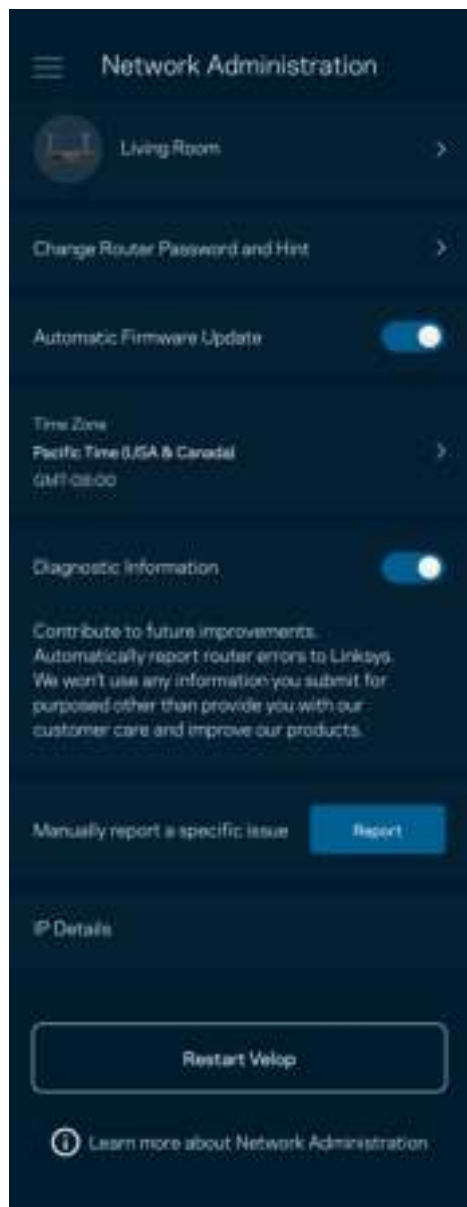 Network Administration
Living Room
Change Router Password and Hint
Automatic Firmware Update
Time Zone
Pacific Time (USA & Canada)
GMT-08:00
Diagnostic Information
Contribute to future improvements.
Automatically report router errors to Linksys.
We won't use any information you submit for
purposed other than provide you with our
customer care and improve our products.
Manually report a specific issue
Report
IP Details
Restart Velop
Learn more about Network Administration